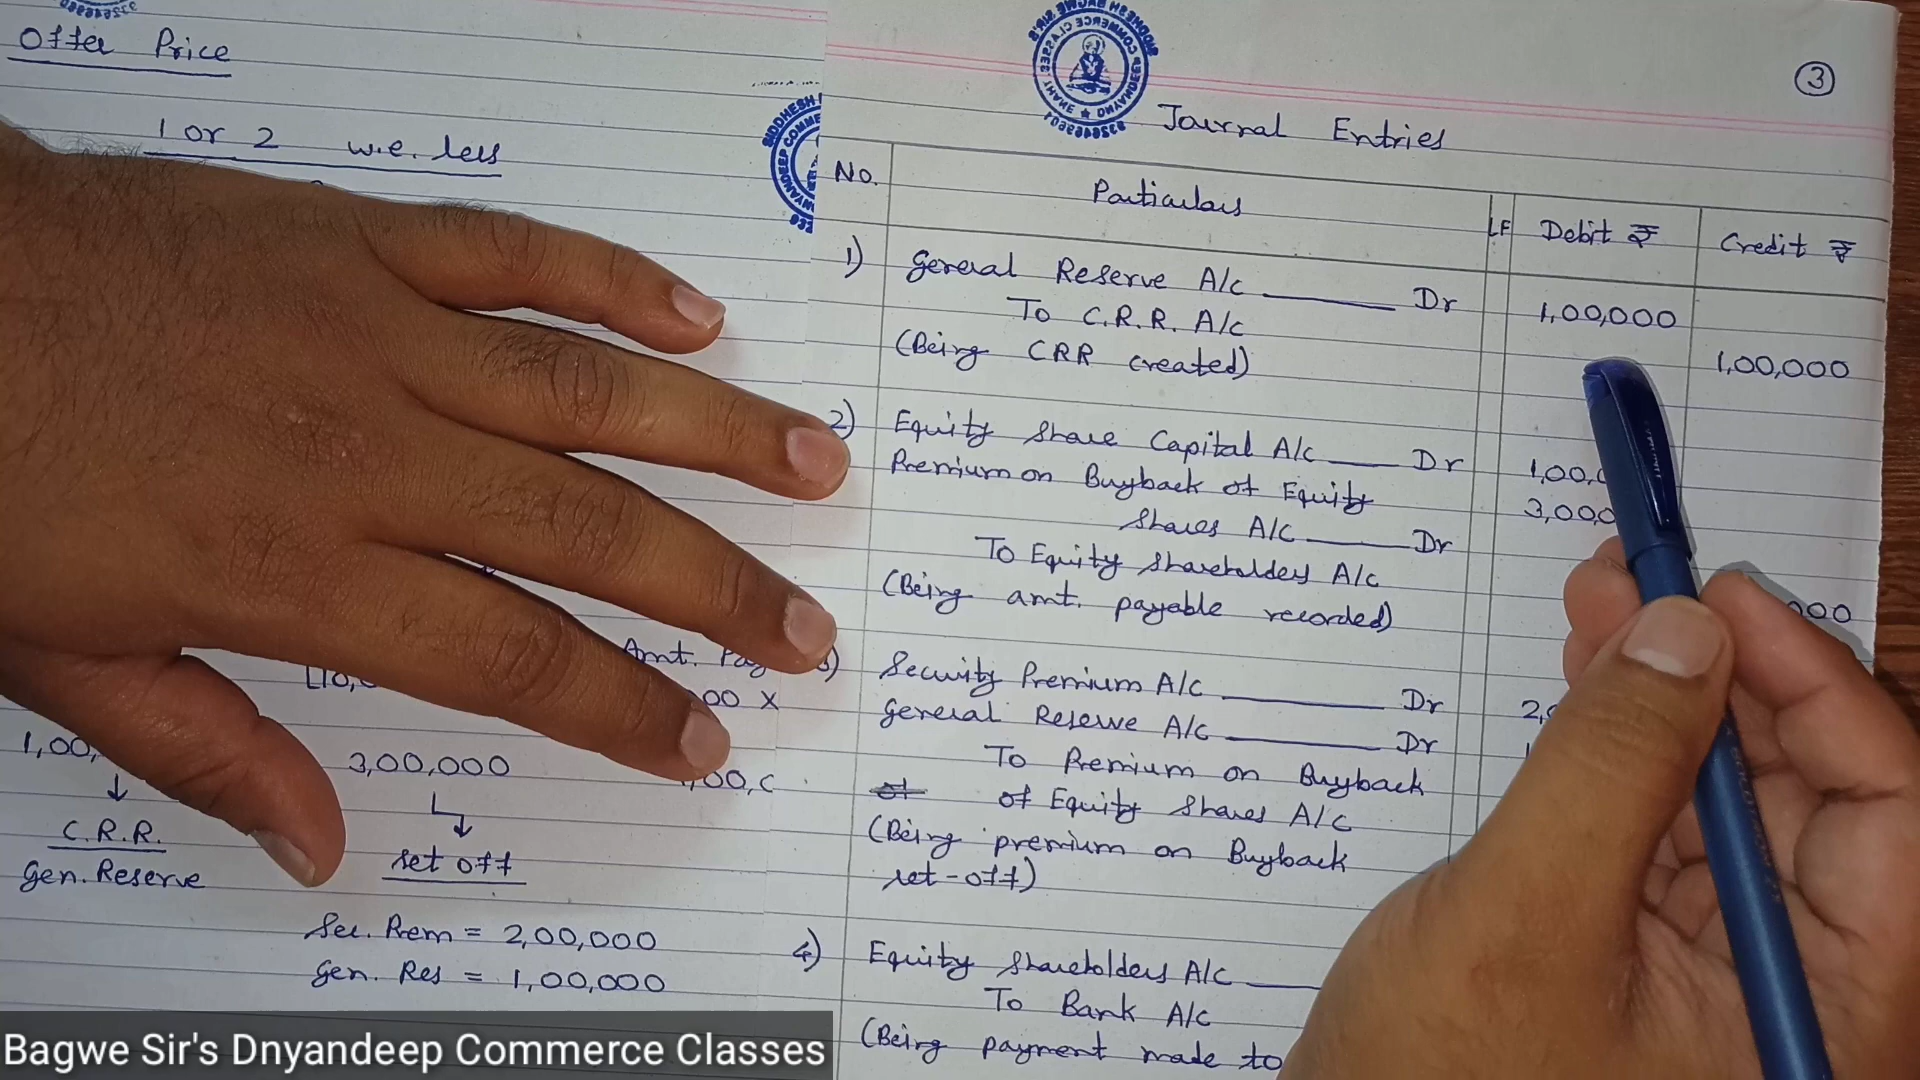 Offer Price
1 or 2 w.e. less
Amt.
00 X
3,00,000
C.R.R.
set off
Gen. Reserve
Sec. Prem = 2,00,000
Gen. Res = 1,00,000
3
Journal Entries
No. Particulars LF Debit ₹ Credit ₹
1) General Reserve A/c Dr 1,00,000
To C.R.R. A/c 1,00,000
(Being CRR created)
2) Equity Share Capital A/c Dr
Premium on Buyback of Equity
Shares A/c Dr
To Equity Shareholders A/c
(Being amt. payable recorded)
3) Security Premium A/c Dr
General Reserve A/c Dr
To Premium on Buyback
of Equity Shares A/c
(Being premium on Buyback
set-off)
4) Equity Shareholders A/c
To Bank A/c
(Being payment made to
Bagwe Sir's Dnyandeep Commerce Classes